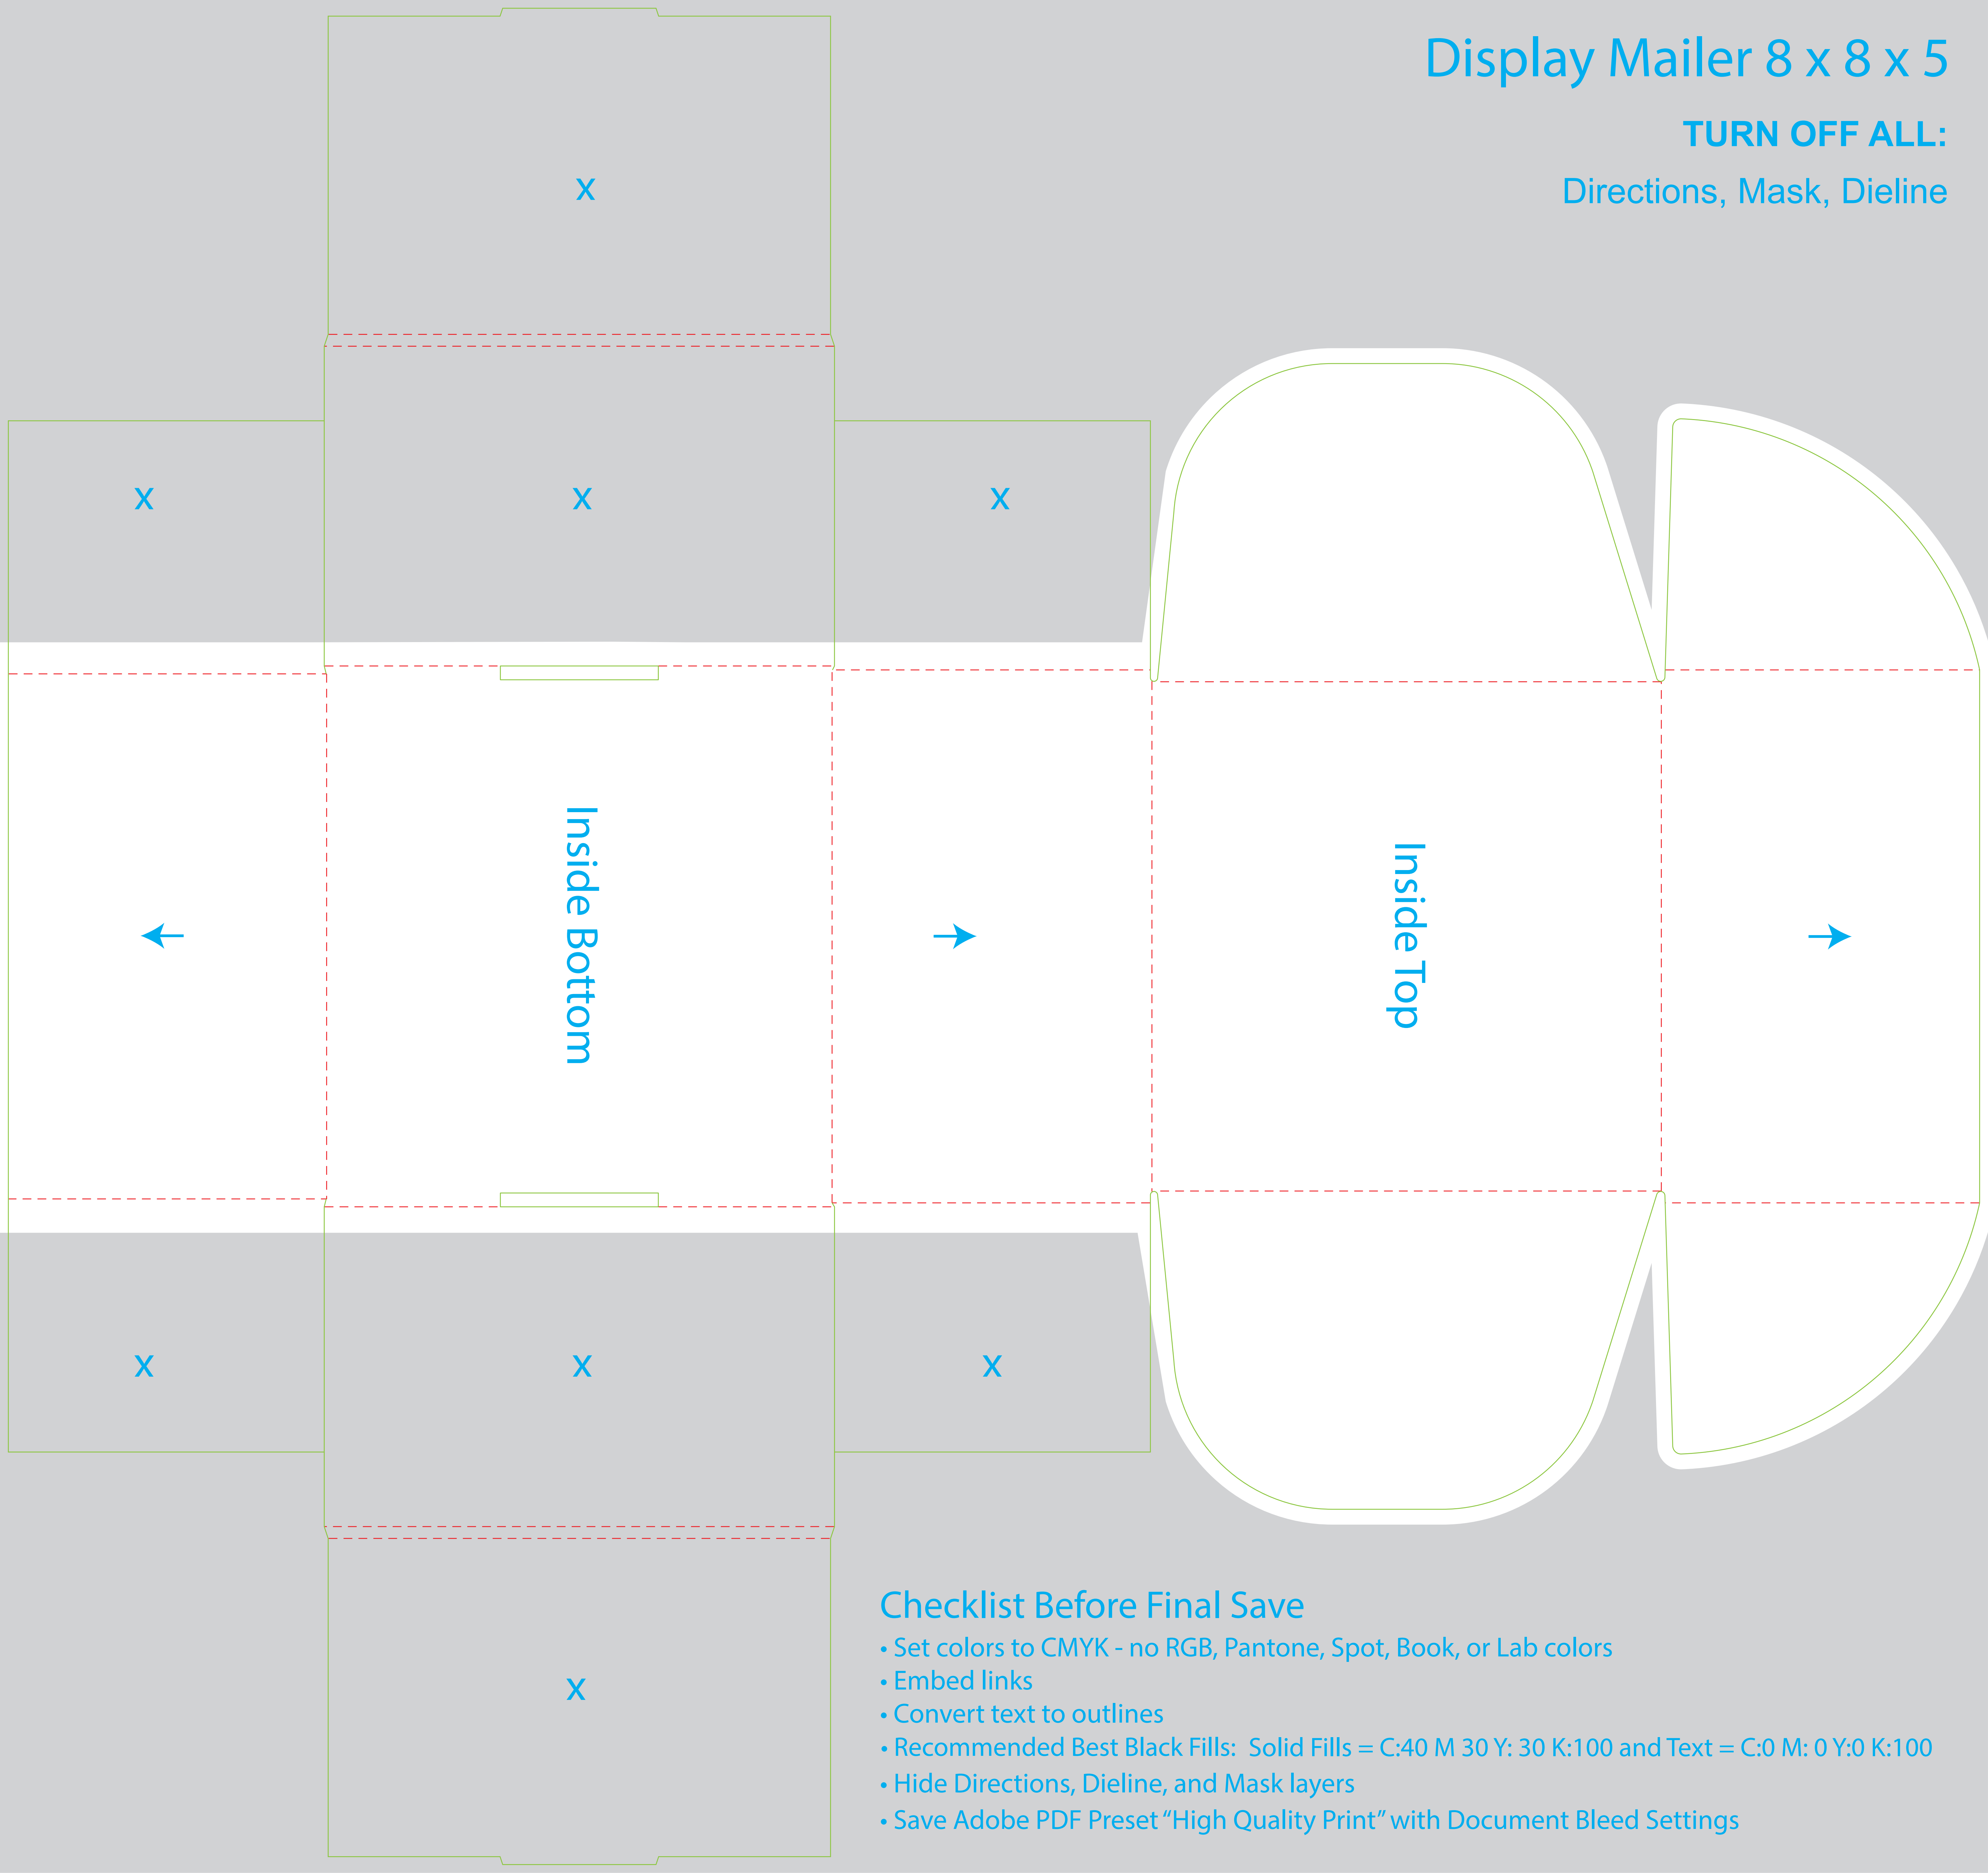 Display Mailer 8 x 8 x 5
TURN OFF ALL:
Directions, Mask, Dieline
x
x
x
x
Inside Bottom
Inside Top
x
x
x
x
Checklist Before Final Save
• Set colors to CMYK - no RGB, Pantone, Spot, Book, or Lab colors
• Embed links
• Convert text to outlines
• Recommended Best Black Fills:  Solid Fills = C:40 M 30 Y: 30 K:100 and Text = C:0 M: 0 Y:0 K:100
• Hide Directions, Dieline, and Mask layers
• Save Adobe PDF Preset “High Quality Print” with Document Bleed Settings